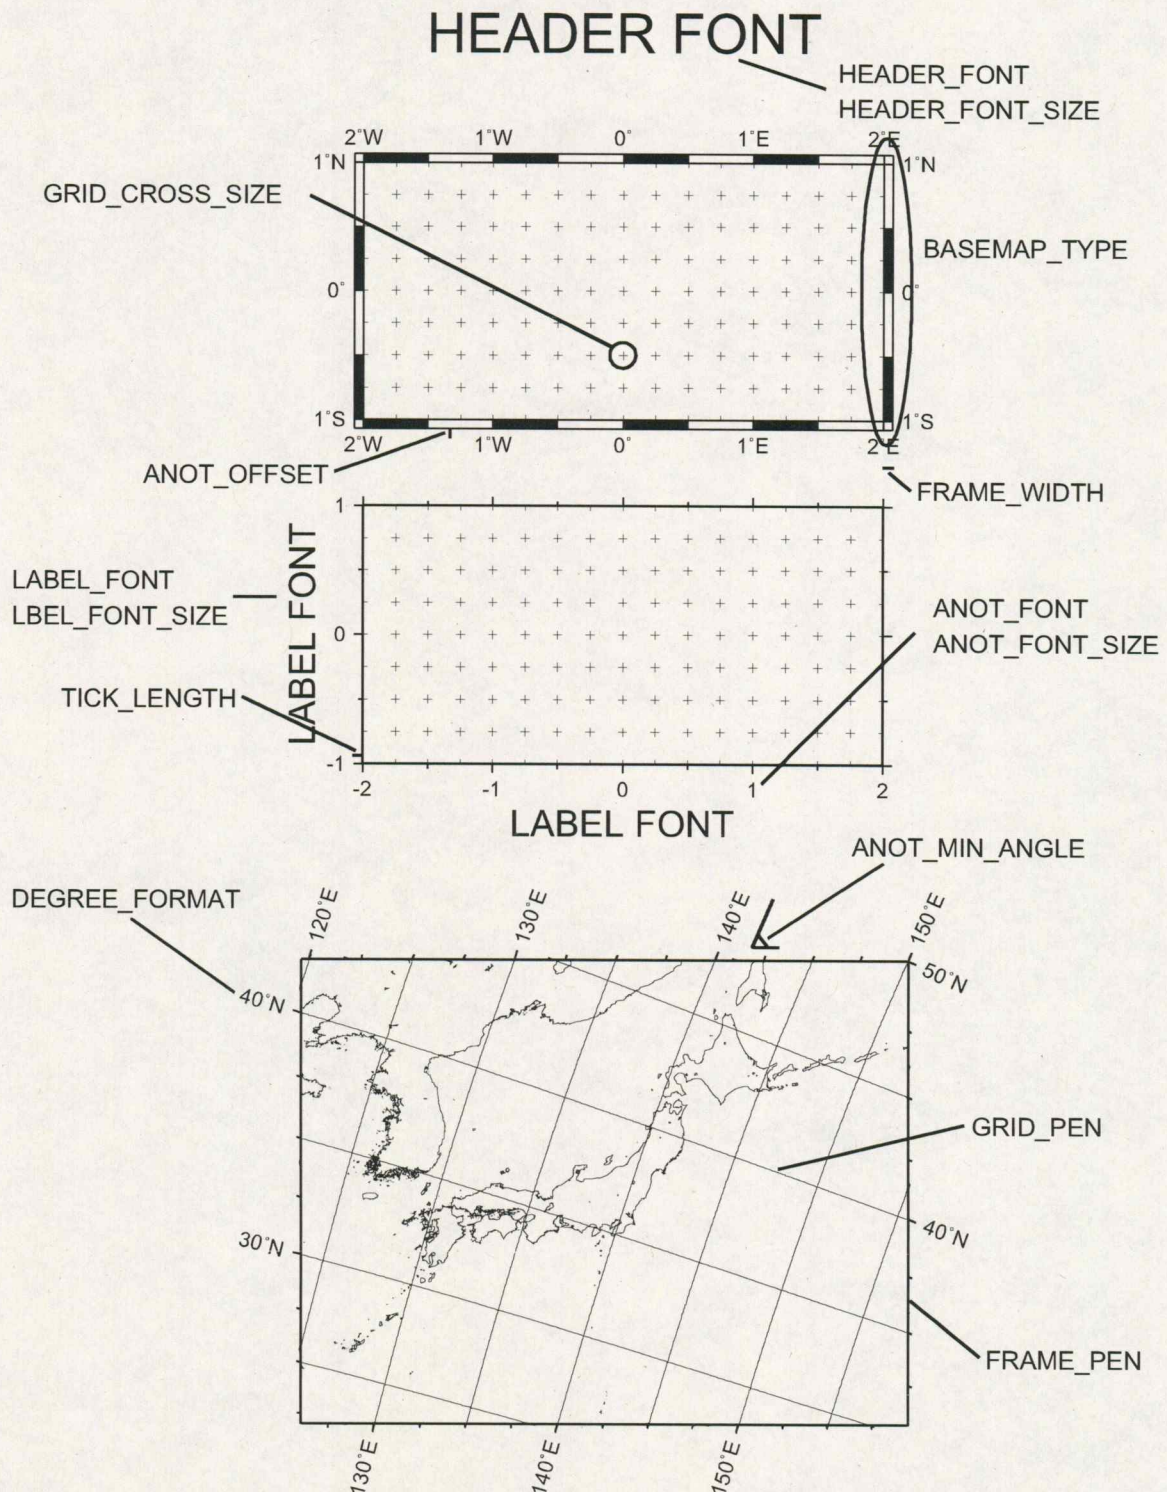 HEADER FONT
HEADER_FONT
HEADER_FONT_SIZE
2°W 1°W 0° 1°E 2°E
1°N 1°N
GRID_CROSS_SIZE
BASEMAP_TYPE
0° 0°
1°S 1°S
2°W 1°W 0° 1°E 2°E
ANOT_OFFSET
FRAME_WIDTH
1
LABEL FONT
LABEL_FONT
LBEL_FONT_SIZE
ANOT_FONT
ANOT_FONT_SIZE
0
TICK_LENGTH
-1
-2 -1 0 1 2
LABEL FONT
ANOT_MIN_ANGLE
DEGREE_FORMAT
120°E 130°E 140°E 150°E
50°N
40°N
GRID_PEN
40°N
30°N
FRAME_PEN
130°E 140°E 150°E